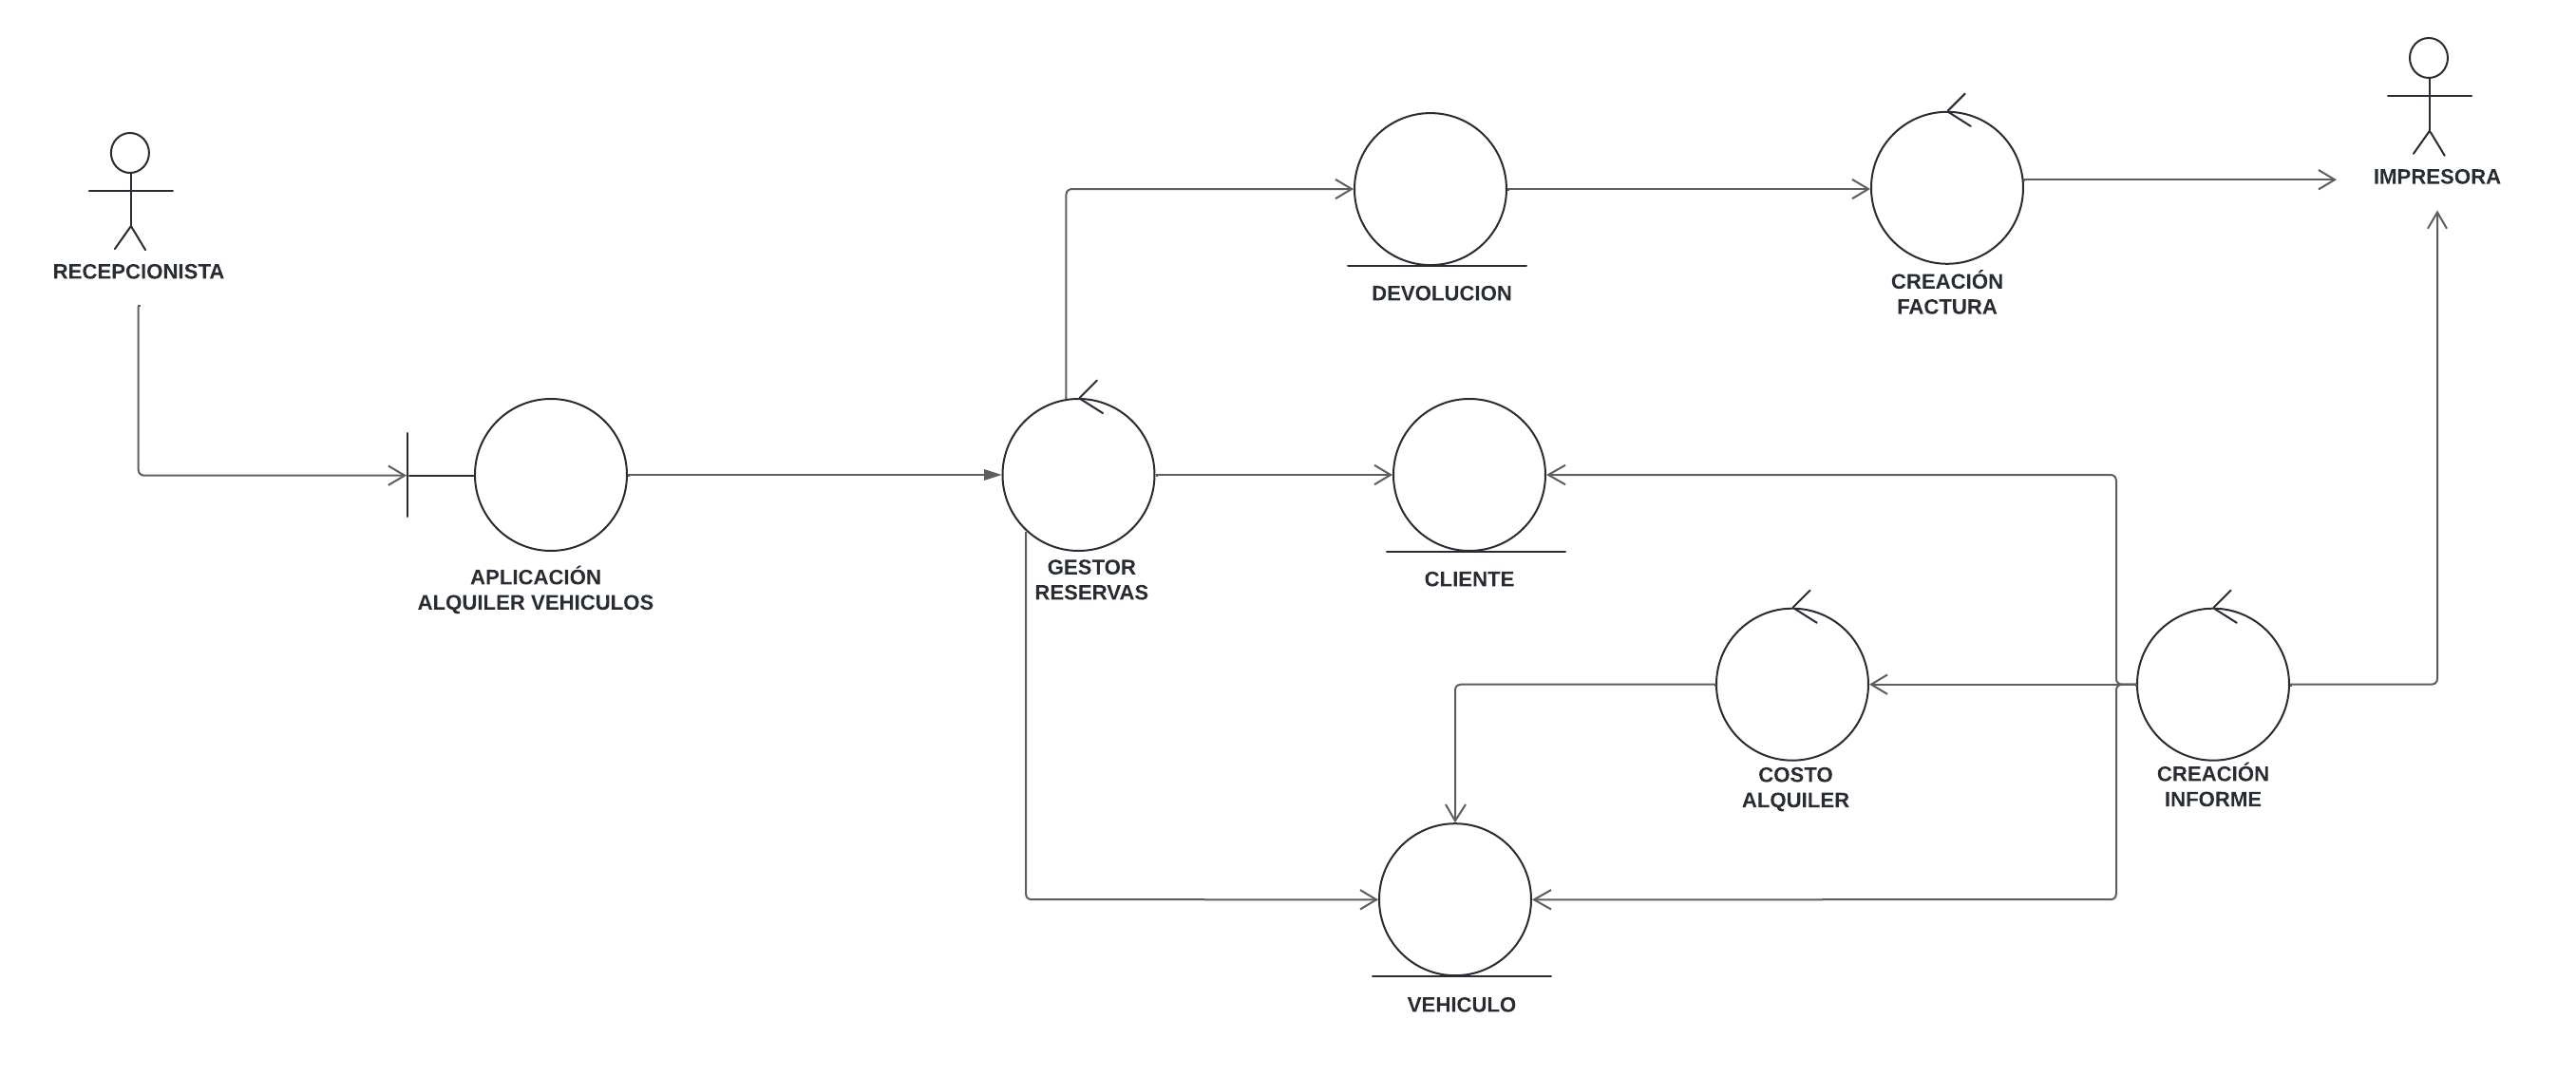 IMPRESORA
RECEPCIONISTA
DEVOLUCION
CREACIÓN
FACTURA
APLICACIÓN
ALQUILER VEHICULOS
GESTOR
RESERVAS
CLIENTE
COSTO
ALQUILER
CREACIÓN
INFORME
VEHICULO